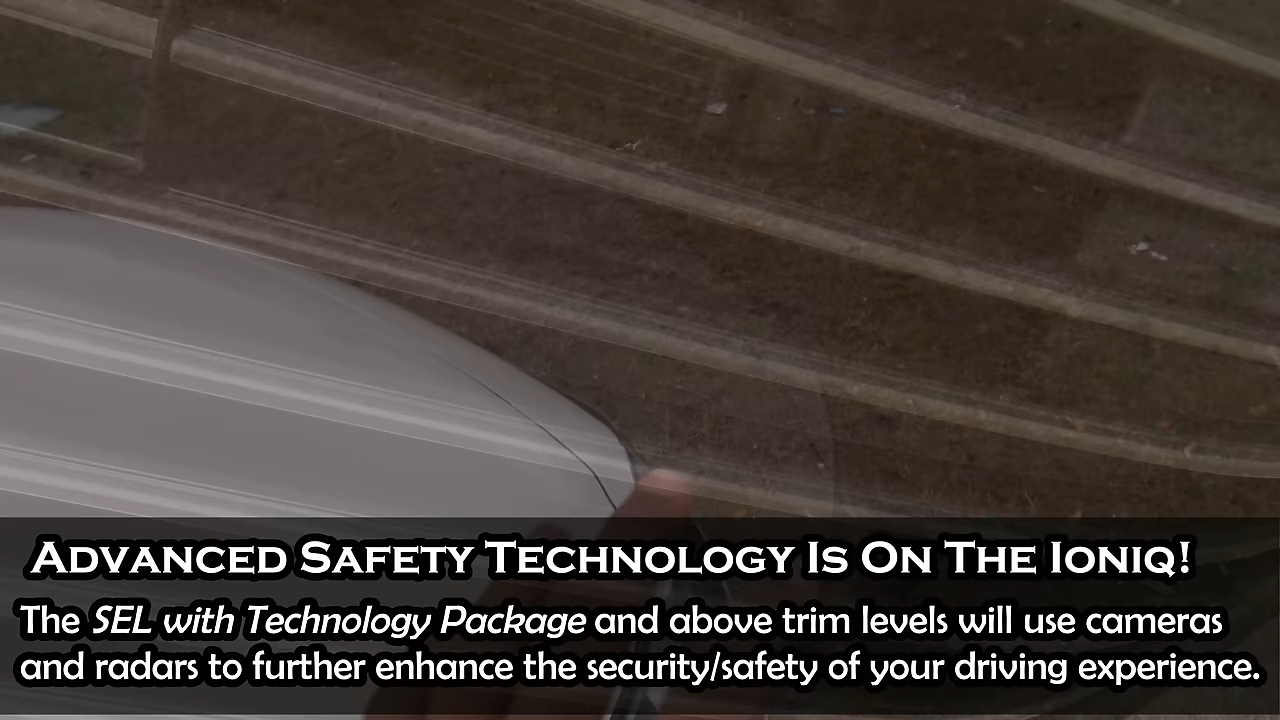 Advanced Safety Technology Is On The Ioniq!
The SEL with Technology Package and above trim levels will use cameras
and radars to further enhance the security/safety of your driving experience.